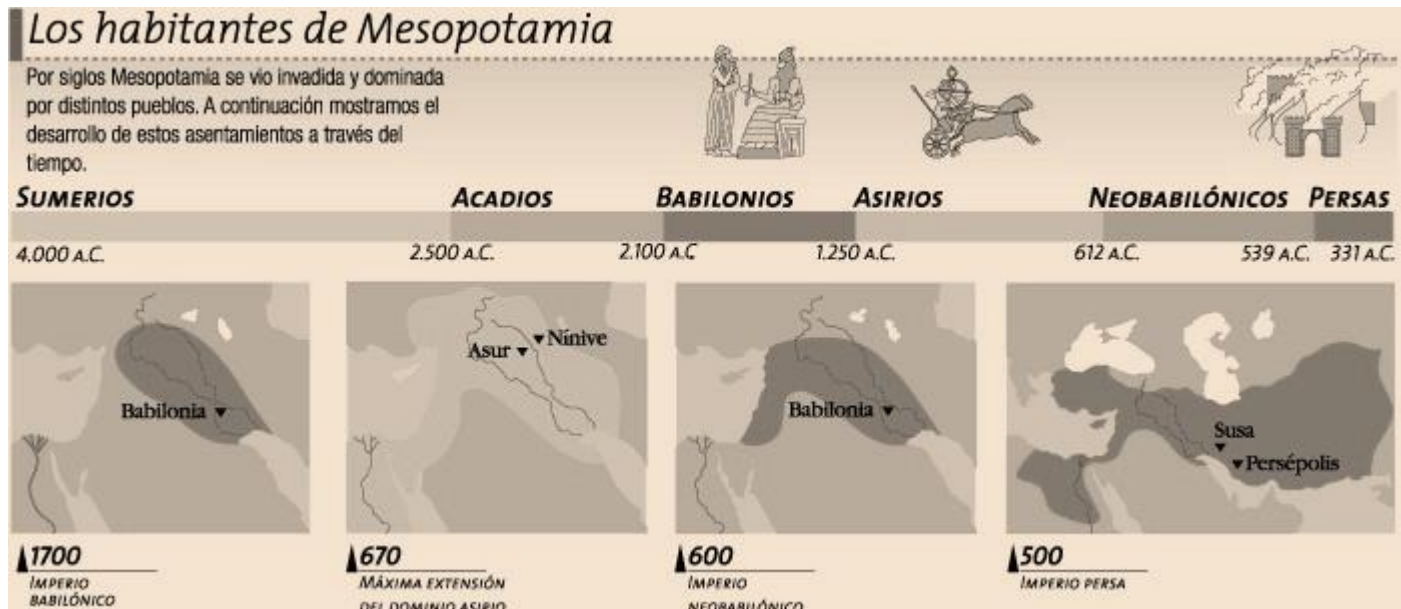 Los habitantes de Mesopotamia
Por siglos Mesopotamia se vio invadida y dominada
por distintos pueblos. A continuación mostramos el
desarrollo de estos asentamientos a través del
tiempo.
SUMERIOS ACADIOS BABILONIOS ASIRIOS NEOBABILÓNICOS PERSAS
4.000 A.C. 2.500 A.C. 2.100 A.C 1.250 A.C. 612 A.C. 539 A.C. 331 A.C.
Babilonia
Nínive
Asur
Babilonia
Susa
Persépolis
1700
IMPERIO
BABILÓNICO
670
MÁXIMA EXTENSIÓN
DEL DOMINIO ASIRIO
600
IMPERIO
NEOBABILÓNICO
500
IMPERIO PERSA